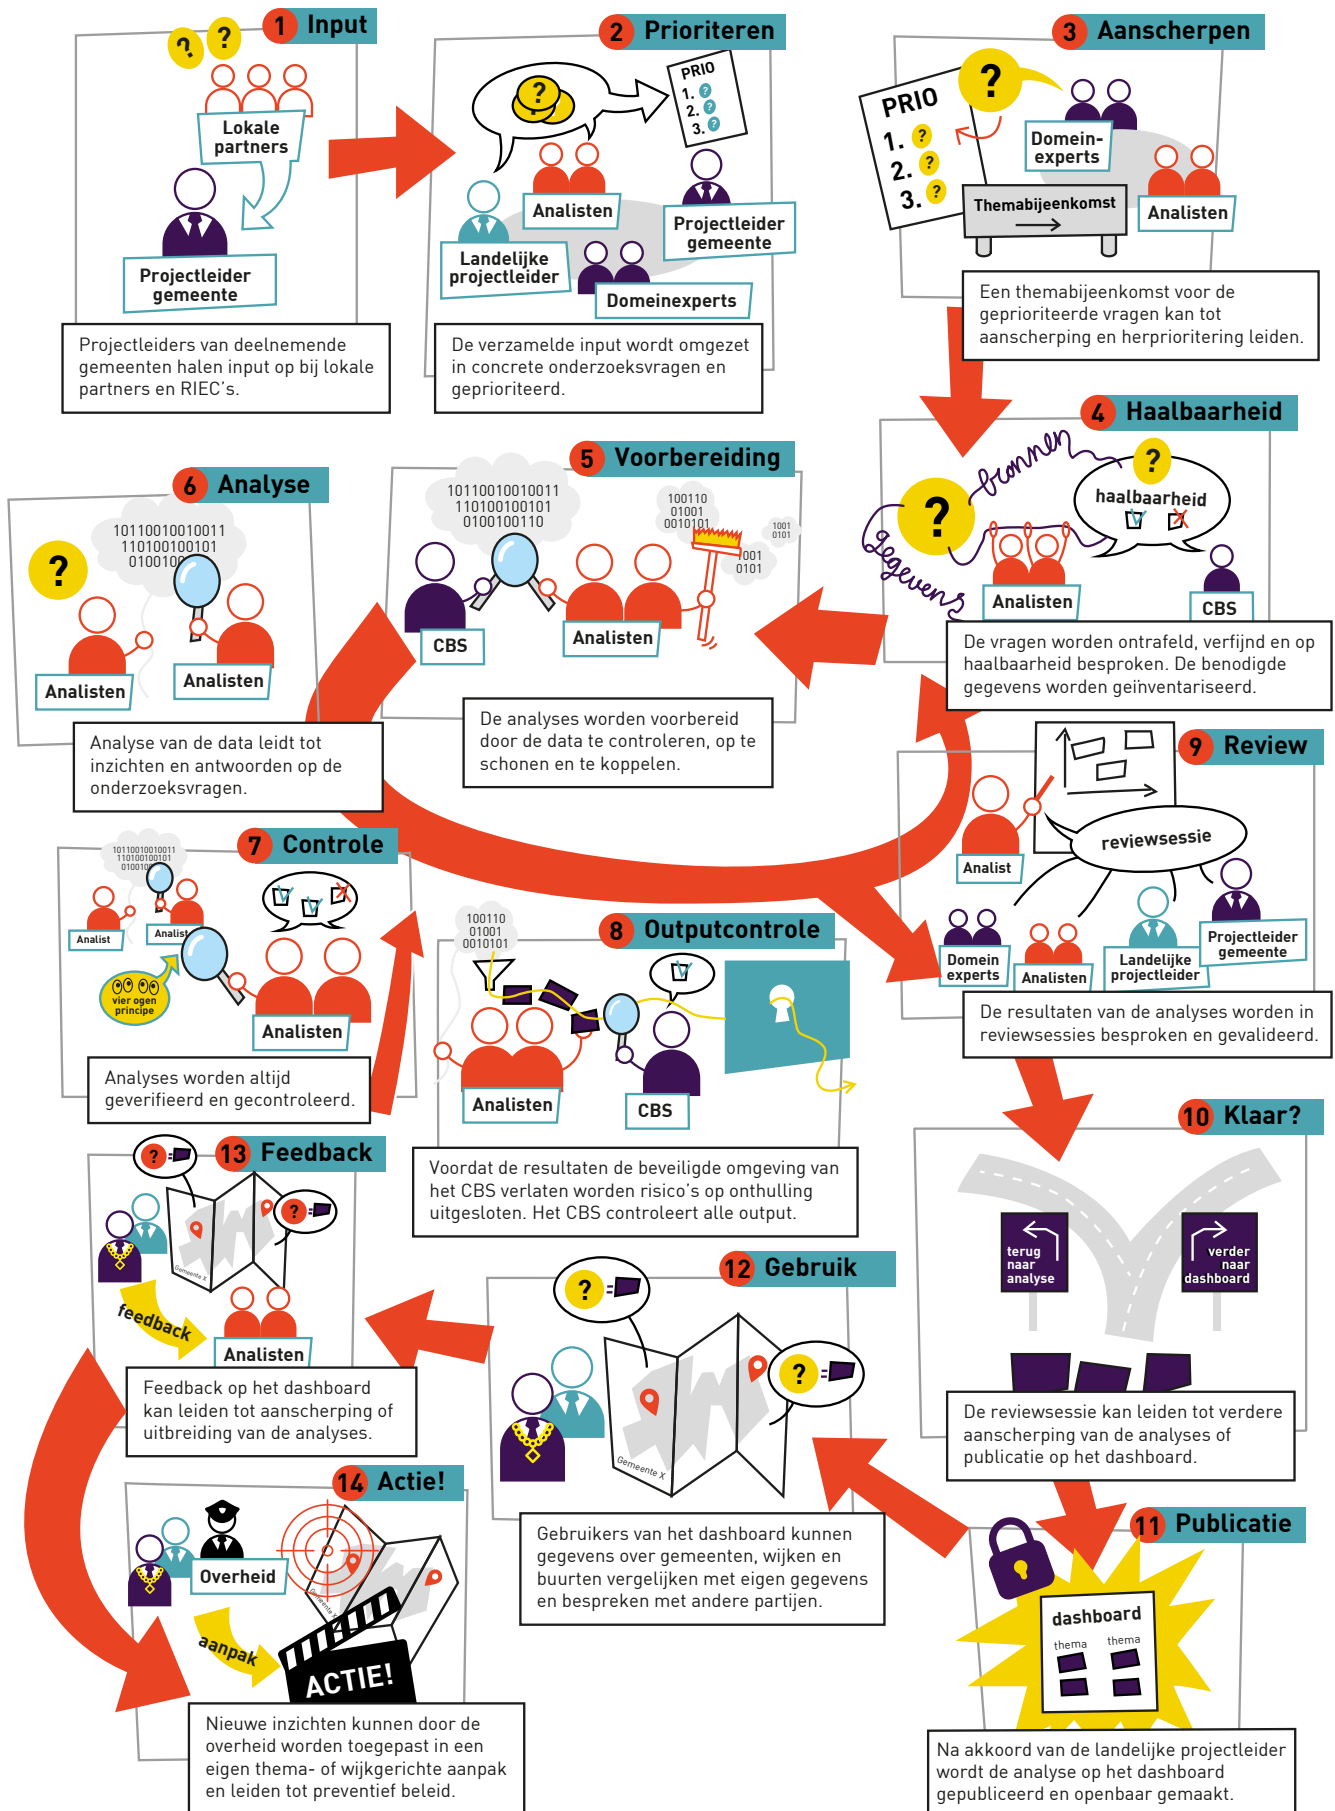 1 Input
? ?
Lokale
partners
Projectleider
gemeente
Projectleiders van deelnemende
gemeenten halen input op bij lokale
partners en RIEC's.
2 Prioriteren
?
PRIO
1. ?
2. ?
3. ?
Analisten
Landelijke
projectleider
Projectleider
gemeente
Domeinexperts
De verzamelde input wordt omgezet
in concrete onderzoeksvragen en
geprioriteerd.
3 Aanscherpen
?
PRIO
1. ?
2. ?
3. ?
Domein-
experts
Themabijeenkomst
Analisten
Een themabijeenkomst voor de
geprioriteerde vragen kan tot
aanscherping en herprioritering leiden.
4 Haalbaarheid
bronnen
?
haalbaarheid
?
gegevens
Analisten
CBS
De vragen worden ontrafeld, verfijnd en op
haalbaarheid besproken. De benodigde
gegevens worden geïnventariseerd.
5 Voorbereiding
10110010010011
110100100101
0100100110
100110
01001
0010101
1001
0101
1001
0101
CBS
Analisten
De analyses worden voorbereid
door de data te controleren, op te
schonen en te koppelen.
6 Analyse
10110010010011
110100100101
0100100
?
Analisten
Analisten
Analyse van de data leidt tot
inzichten en antwoorden op de
onderzoeksvragen.
7 Controle
10110010010011
110100100101
0100100
Analist
Analist
vier ogen
principe
Analisten
Analyses worden altijd
geverifieerd en gecontroleerd.
8 Outputcontrole
100110
01001
0010101
Analisten
CBS
Voordat de resultaten de beveiligde omgeving van
het CBS verlaten worden risico's op onthulling
uitgesloten. Het CBS controleert alle output.
9 Review
reviewsessie
Analist
Domein
experts
Analisten
Landelijke
projectleider
Projectleider
gemeente
De resultaten van de analyses worden in
reviewsessies besproken en gevalideerd.
10 Klaar?
terug
naar
analyse
verder
naar
dashboard
De reviewsessie kan leiden tot verdere
aanscherping van de analyses of
publicatie op het dashboard.
11 Publicatie
dashboard
thema thema
Na akkoord van de landelijke projectleider
wordt de analyse op het dashboard
gepubliceerd en openbaar gemaakt.
12 Gebruik
? =
? =
Gemeente X
Gebruikers van het dashboard kunnen
gegevens over gemeenten, wijken en
buurten vergelijken met eigen gegevens
en bespreken met andere partijen.
13 Feedback
? =
? =
Gemeente X
feedback
Analisten
Feedback op het dashboard
kan leiden tot aanscherping of
uitbreiding van de analyses.
14 Actie!
Overheid
Gemeente X
aanpak
ACTIE!
Nieuwe inzichten kunnen door de
overheid worden toegepast in een
eigen thema- of wijkgerichte aanpak
en leiden tot preventief beleid.